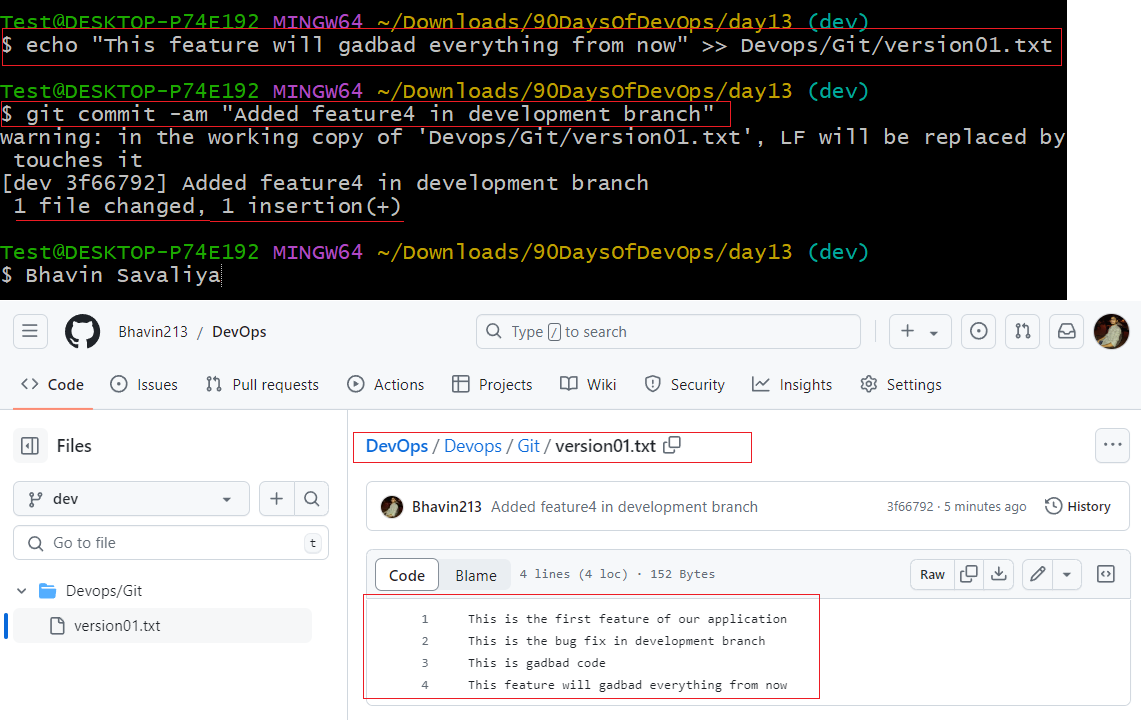 Test@DESKTOP-P74E192 MINGW64 ~/Downloads/90DaysOfDevOps/day13 (dev)
$ echo "This feature will gadbad everything from now" >> Devops/Git/version01.txt
Test@DESKTOP-P74E192 MINGW64 ~/Downloads/90DaysOfDevOps/day13 (dev)
$ git commit -am "Added feature4 in development branch"
warning: in the working copy of 'Devops/Git/version01.txt', LF will be replaced by
touches it
[dev 3f66792] Added feature4 in development branch
1 file changed, 1 insertion(+)
Test@DESKTOP-P74E192 MINGW64 ~/Downloads/90DaysOfDevOps/day13 (dev)
$ Bhavin Savaliya
Bhavin213 / DevOps
Type / to search
Code Issues Pull requests Actions Projects Wiki Security Insights Settings
Files
DevOps / Devops / Git / version01.txt
dev
Bhavin213 Added feature4 in development branch 3f66792 · 5 minutes ago History
Go to file t
Code Blame 4 lines (4 loc) · 152 Bytes Raw
Devops/Git
version01.txt
1 This is the first feature of our application
2 This is the bug fix in development branch
3 This is gadbad code
4 This feature will gadbad everything from now